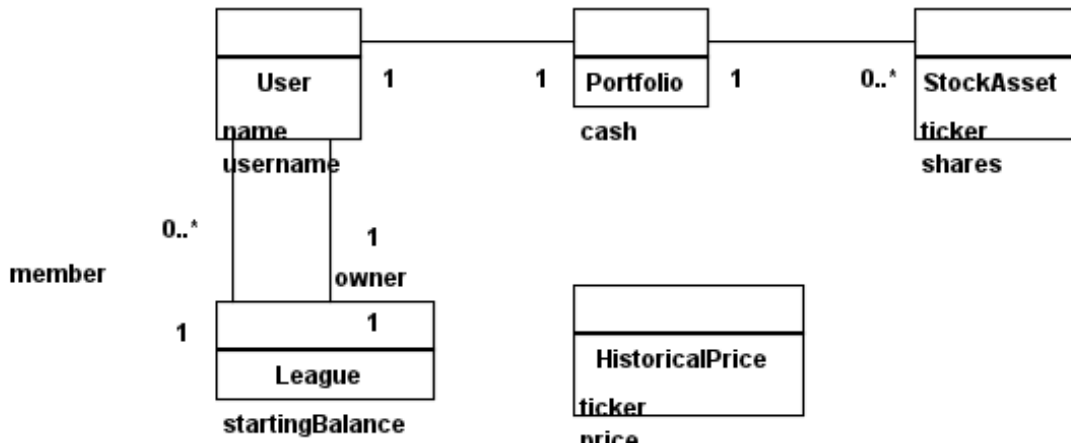 User
1
1
Portfolio
1
0..*
StockAsset
name
username
cash
ticker
shares
0..*
1
member
owner
1
1
League
startingBalance
HistoricalPrice
ticker
price